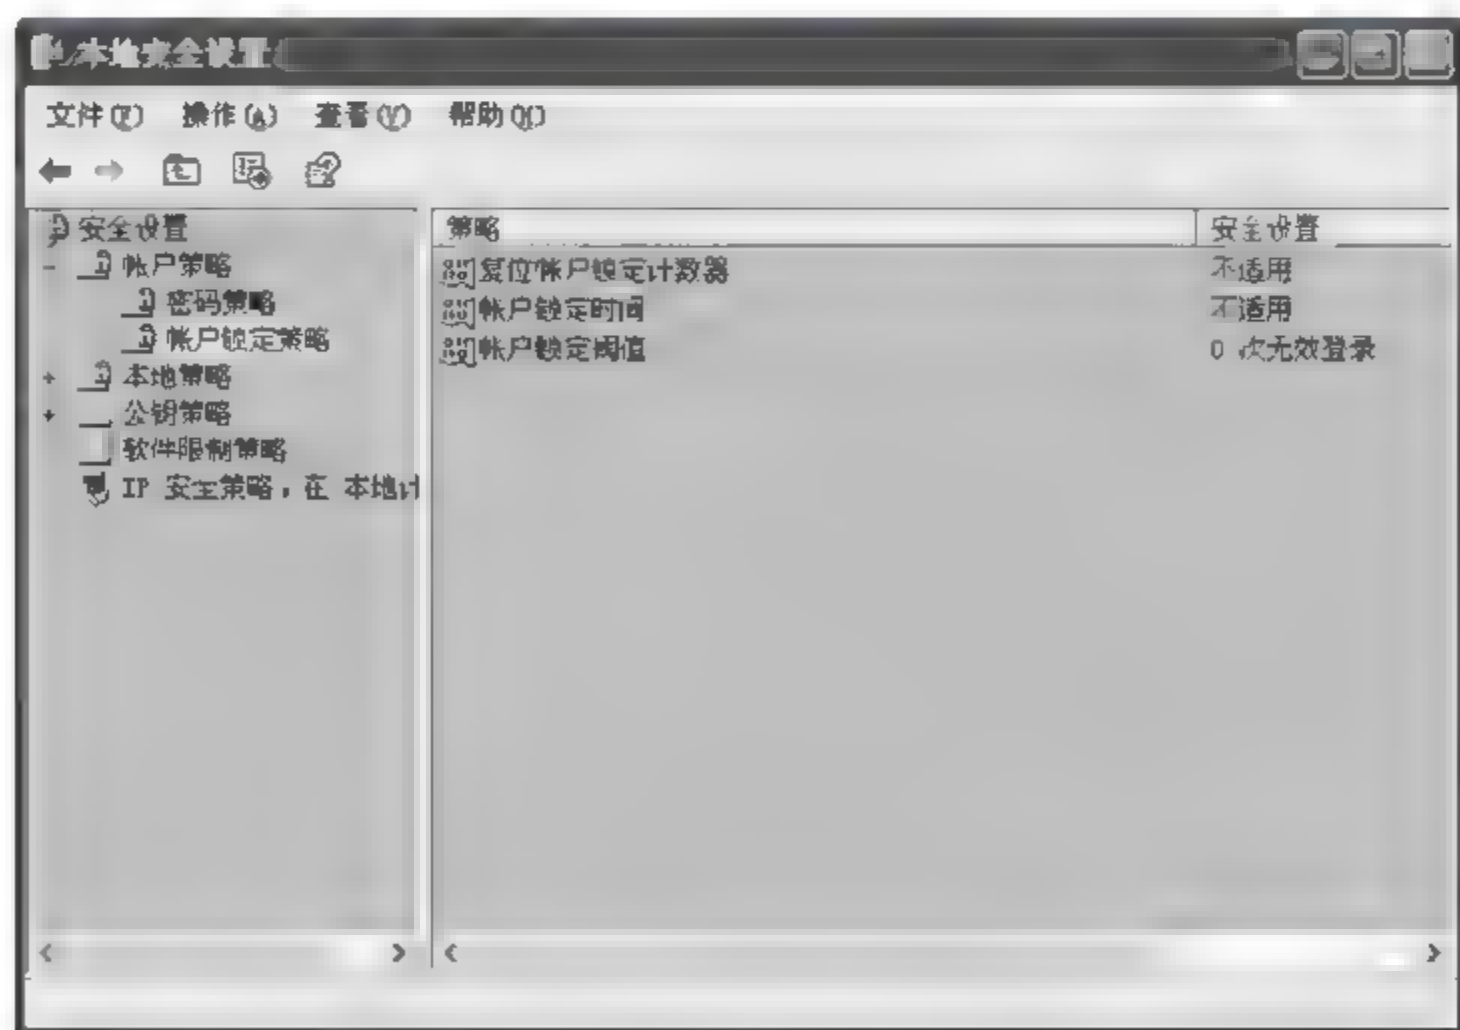 本地安全设置
文件(F) 操作(A) 查看(V) 帮助(H)
安全设置
帐户策略
密码策略
帐户锁定策略
本地策略
公钥策略
软件限制策略
IP 安全策略，在 本地计
策略 安全设置
复位帐户锁定计数器 不适用
帐户锁定时间 不适用
帐户锁定阈值 0 次无效登录